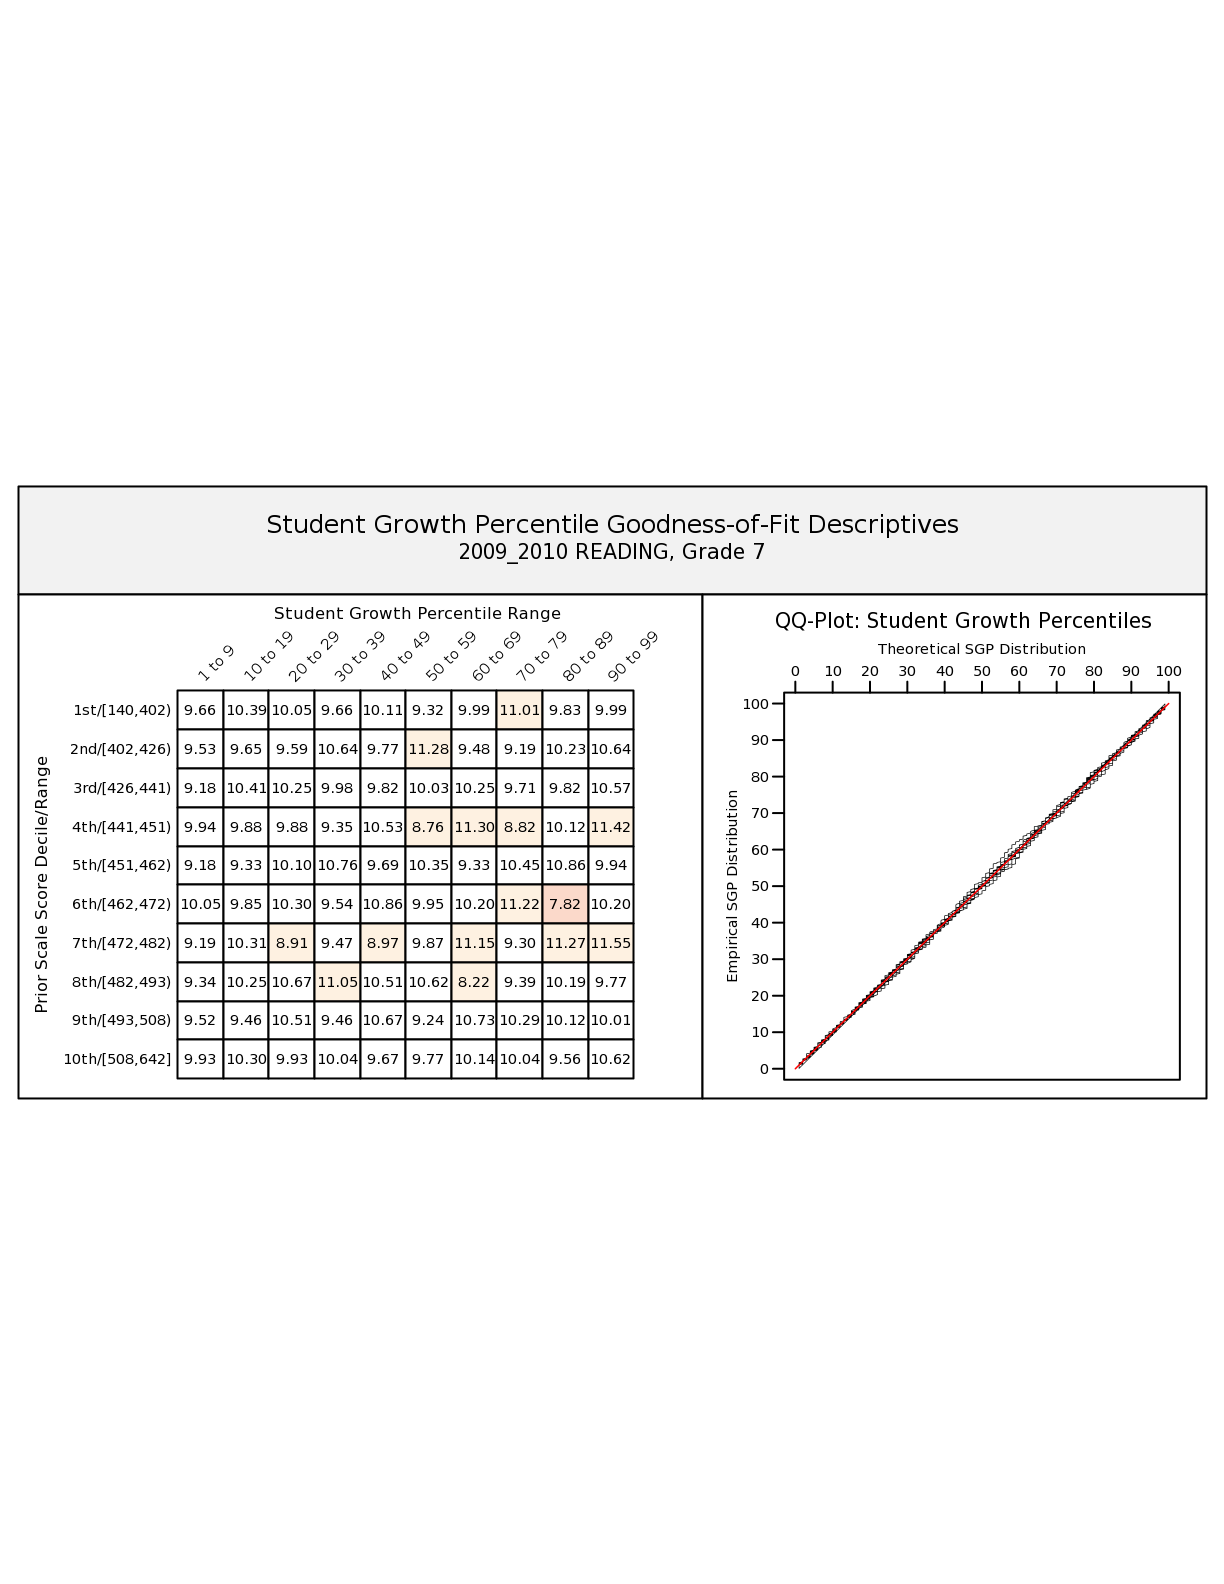 Student Growth Percentile Goodness-of-Fit Descriptives
2009_2010 READING, Grade 7
Student Growth Percentile Range
1 to 9 10 to 19 20 to 29 30 to 39 40 to 49 50 to 59 60 to 69 70 to 79 80 to 89 90 to 99
Prior Scale Score Decile/Range
1st/[140,402) 9.66 10.39 10.05 9.66 10.11 9.32 9.99 11.01 9.83 9.99
2nd/[402,426) 9.53 9.65 9.59 10.64 9.77 11.28 9.48 9.19 10.23 10.64
3rd/[426,441) 9.18 10.41 10.25 9.98 9.82 10.03 10.25 9.71 9.82 10.57
4th/[441,451) 9.94 9.88 9.88 9.35 10.53 8.76 11.30 8.82 10.12 11.42
5th/[451,462) 9.18 9.33 10.10 10.76 9.69 10.35 9.33 10.45 10.86 9.94
6th/[462,472) 10.05 9.85 10.30 9.54 10.86 9.95 10.20 11.22 7.82 10.20
7th/[472,482) 9.19 10.31 8.91 9.47 8.97 9.87 11.15 9.30 11.27 11.55
8th/[482,493) 9.34 10.25 10.67 11.05 10.51 10.62 8.22 9.39 10.19 9.77
9th/[493,508) 9.52 9.46 10.51 9.46 10.67 9.24 10.73 10.29 10.12 10.01
10th/[508,642] 9.93 10.30 9.93 10.04 9.67 9.77 10.14 10.04 9.56 10.62
QQ-Plot: Student Growth Percentiles
Theoretical SGP Distribution
0 10 20 30 40 50 60 70 80 90 100
Empirical SGP Distribution
100
90
80
70
60
50
40
30
20
10
0